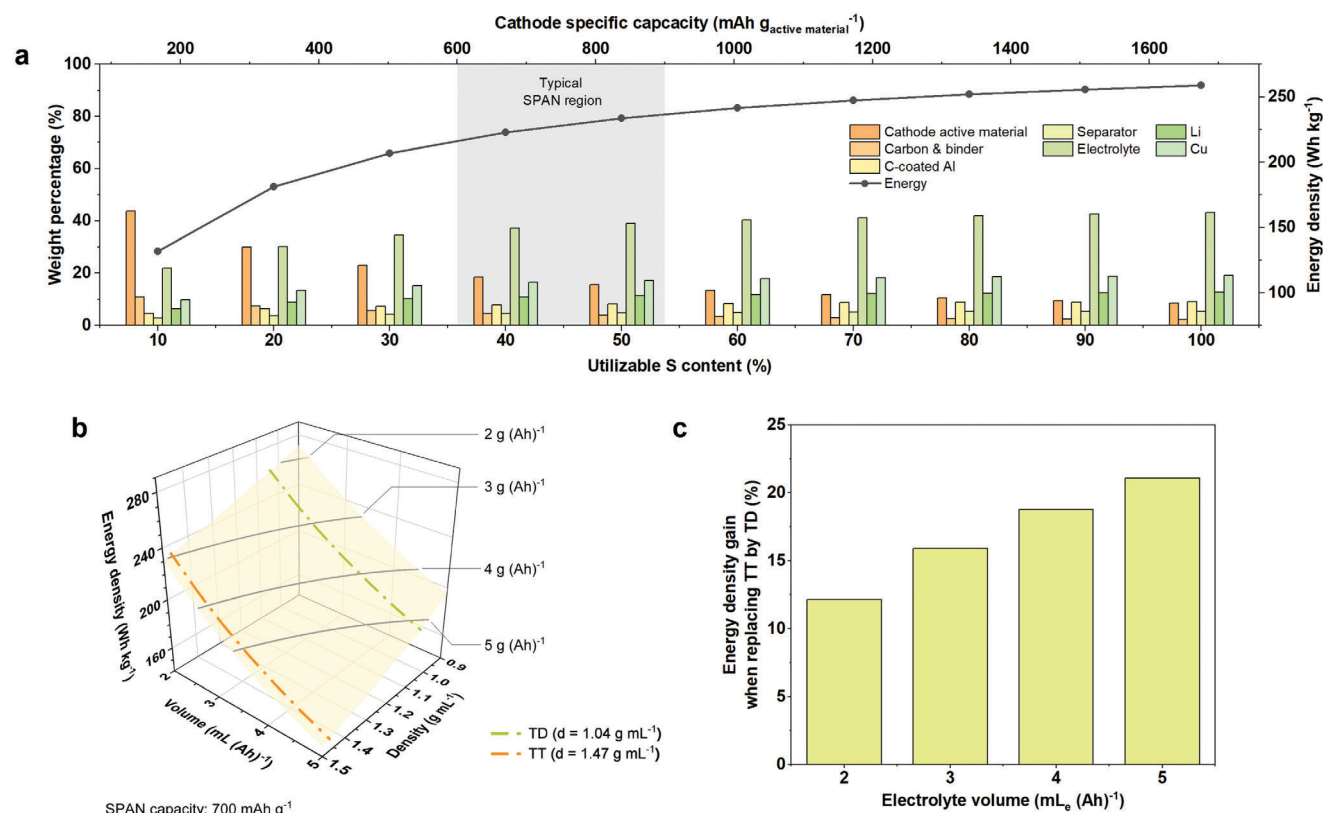 Cathode specific capcacity (mAh g_active material^-1)
200 400 600 800 1000 1200 1400 1600
a
100
80
60
40
20
0
Weight percentage (%)
Typical
SPAN region
Cathode active material
Separator
Li
Carbon & binder
Electrolyte
Cu
C-coated Al
Energy
250
200
150
100
Energy density (Wh kg^-1)
10 20 30 40 50 60 70 80 90 100
Utilizable S content (%)
b
2 g (Ah)^-1
3 g (Ah)^-1
4 g (Ah)^-1
5 g (Ah)^-1
280
240
200
160
Energy density (Wh kg^-1)
2 3 4 5
Volume (mL (Ah)^-1)
0.9
1.0
1.1
1.2
1.3
1.4
1.5
Density (g mL^-1)
TD (d = 1.04 g mL^-1)
TT (d = 1.47 g mL^-1)
SPAN capacity: 700 mAh g^-1
c
25
20
15
10
5
0
Energy density gain
when replacing TT by TD (%)
2 3 4 5
Electrolyte volume (mL_e (Ah)^-1)